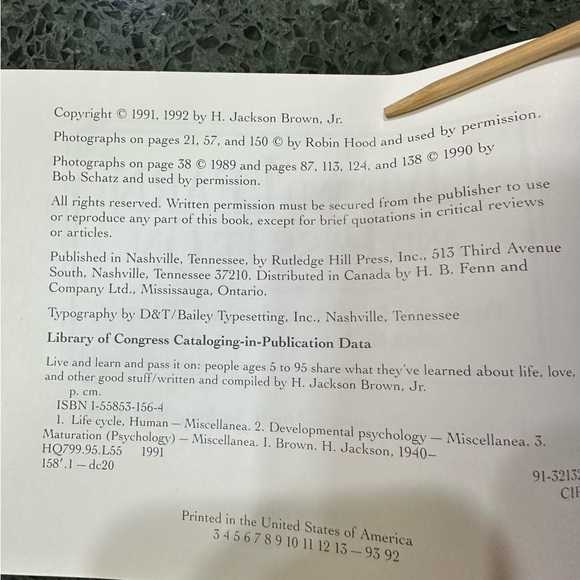 Copyright © 1991, 1992 by H. Jackson Brown, Jr.
Photographs on pages 21, 57, and 150 © by Robin Hood and used by permission.
Photographs on page 38 © 1989 and pages 87, 113, 124, and 138 © 1990 by
Bob Schatz and used by permission.
All rights reserved. Written permission must be secured from the publisher to use
or reproduce any part of this book, except for brief quotations in critical reviews
or articles.
Published in Nashville, Tennessee, by Rutledge Hill Press, Inc., 513 Third Avenue
South, Nashville, Tennessee 37210. Distributed in Canada by H. B. Fenn and
Company Ltd., Mississauga, Ontario.
Typography by D&T/Bailey Typesetting, Inc., Nashville, Tennessee
Library of Congress Cataloging-in-Publication Data
Live and learn and pass it on: people ages 5 to 95 share what they've learned about life, love,
and other good stuff/written and compiled by H. Jackson Brown, Jr.
p. cm.
ISBN 1-55853-156-4
1. Life cycle, Human — Miscellanea. 2. Developmental psychology — Miscellanea. 3.
Maturation (Psychology) — Miscellanea. I. Brown. H. Jackson, 1940–
HQ799.95.L55 1991
158'.1 — dc20
91-3213
CI
Printed in the United States of America
3 4 5 6 7 8 9 10 11 12 13 — 93 92